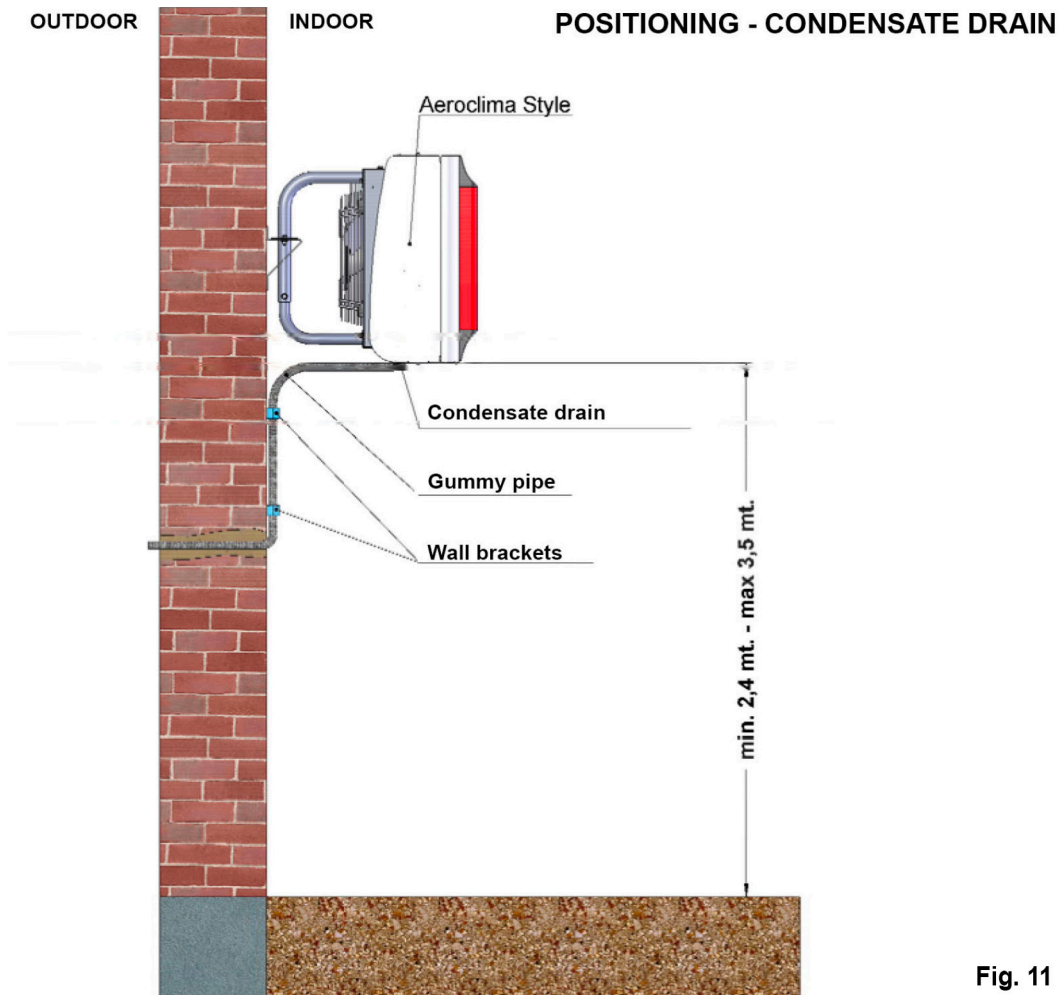 OUTDOOR
INDOOR
POSITIONING - CONDENSATE DRAIN
Aeroclima Style
Condensate drain
Gummy pipe
Wall brackets
min. 2,4 mt. - max 3,5 mt.
Fig. 11